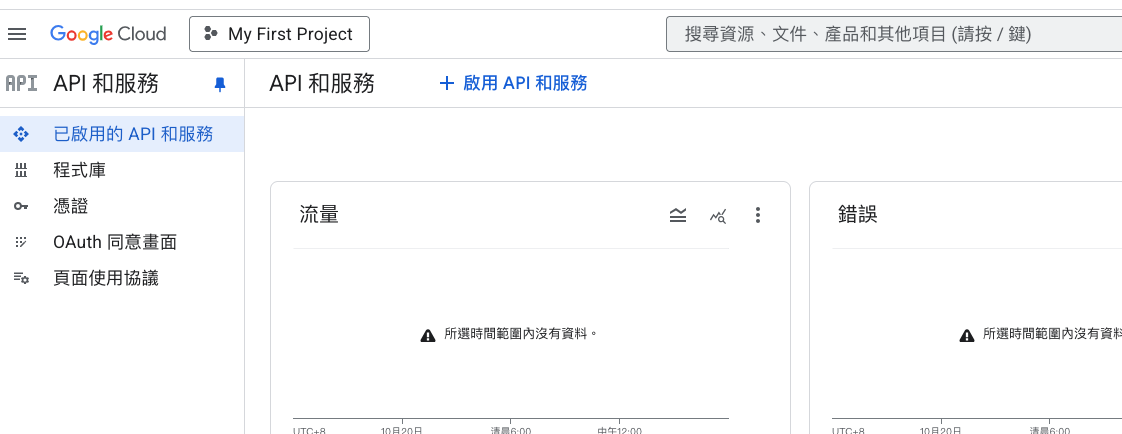 Google Cloud
My First Project
搜尋資源、文件、產品和其他項目 (請按 / 鍵)
API
API 和服務
API 和服務
啟用 API 和服務
已啟用的 API 和服務
程式庫
憑證
OAuth 同意畫面
頁面使用協議
流量
錯誤
所選時間範圍內沒有資料。
所選時間範圍內沒有資料
UTC+8 10月20日 清晨6:00 中午12:00
UTC+8 10月20日 清晨6:00